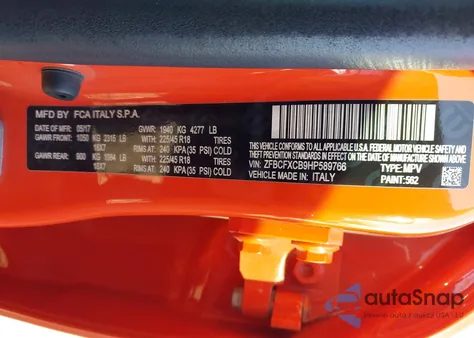 MFD BY: FCA ITALY S.P.A.
DATE OF MFR: 05/17 GVWR: 1940 KG 4277 LB
GAWR FRONT: 1050 KG 2315 LB WITH: 225/45 R18 TIRES
18X7 RIMS AT: 240 KPA(35 PSI) COLD
GAWR REAR: 900 KG 1984 LB WITH: 225/45 R18 TIRES
18X7 RIMS AT: 240 KPA(35 PSI) COLD
THIS VEHICLE CONFORMS TO ALL APPLICABLE
U.S.A. FEDERAL MOTOR VEHICLE SAFETY AND THEFT
PREVENTION STANDARDS IN EFFECT ON THE DATE OF MFR. SHOWN ABOVE.
VIN: ZFBCFXCB9HP589766 TYPE: MPV
VEHICLE MADE IN: ITALY PAINT: 562
autoSnap